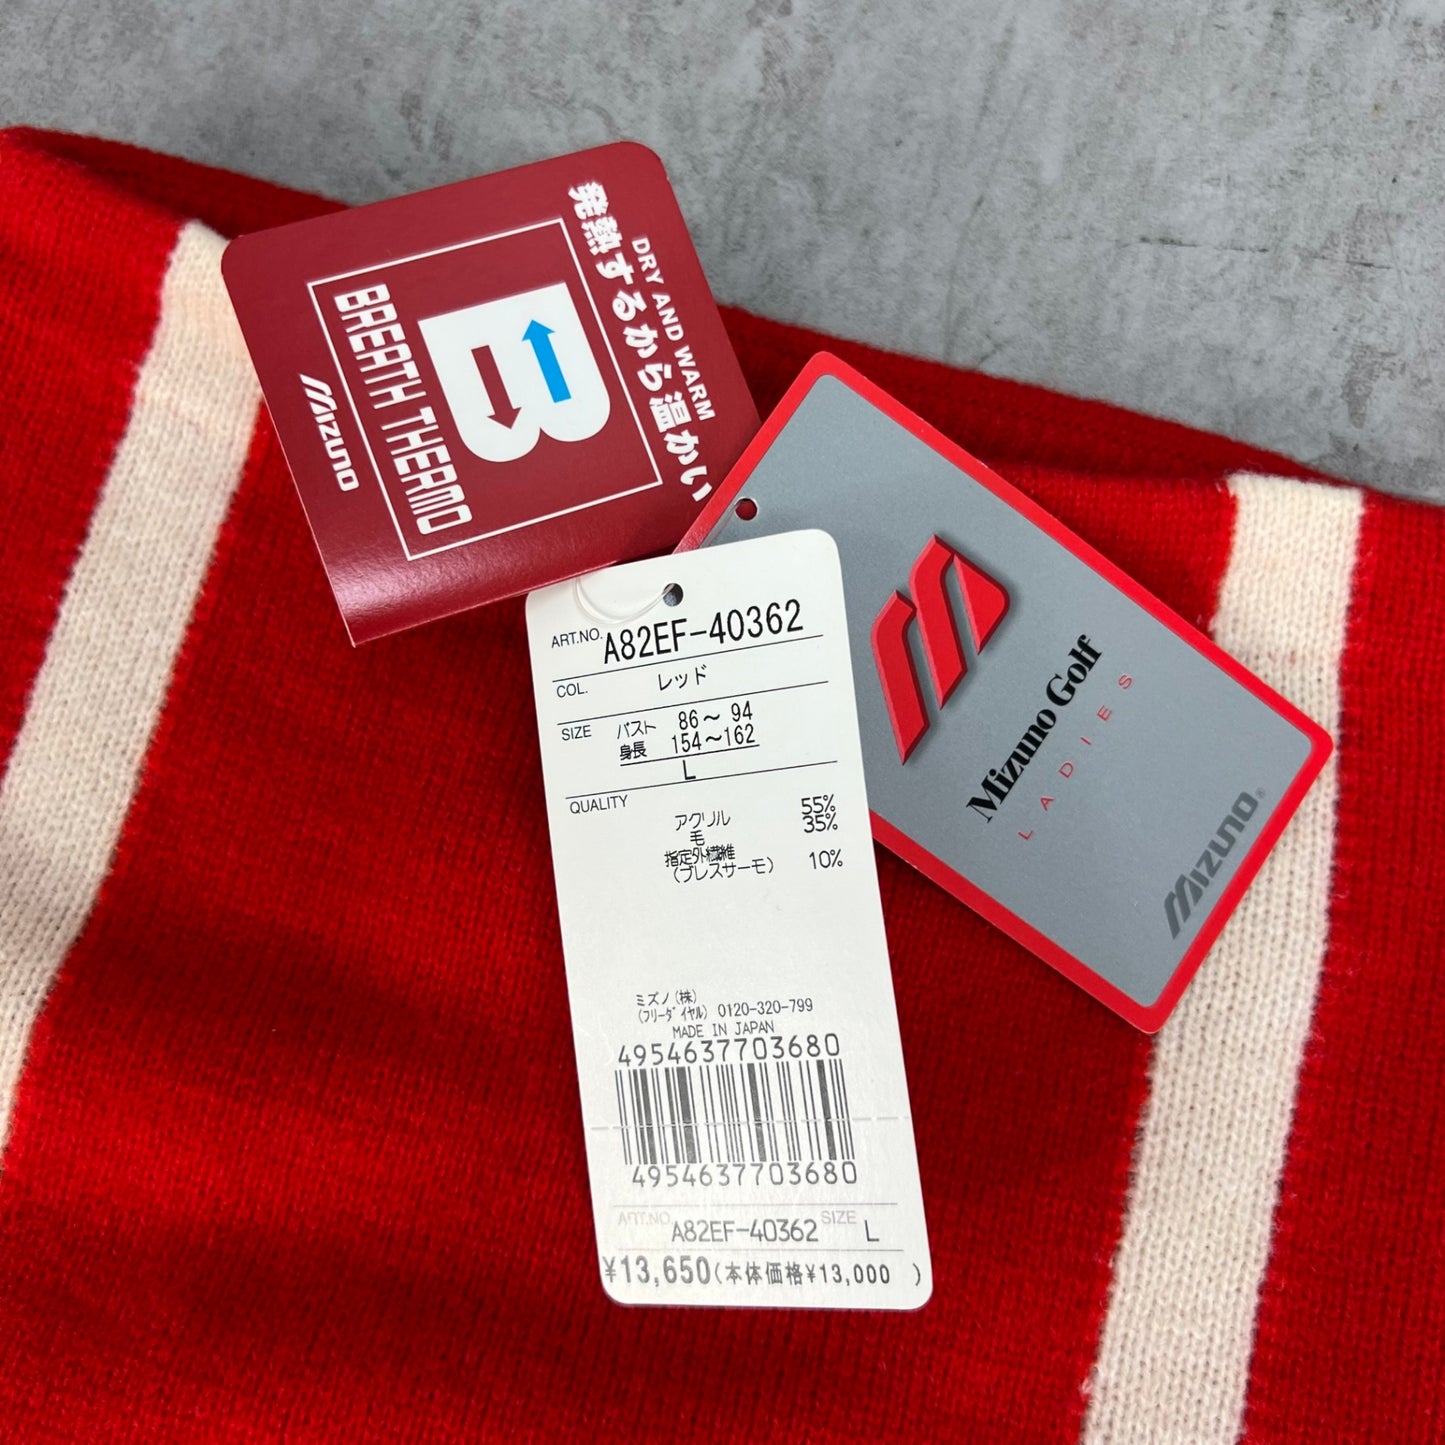 発熱するから温かい
DRY AND WARM
B
BREATH THERMO
Mizuno
Mizuno Golf
LADIES
Mizuno®
ART.NO. A82EF-40362
COL. レッド
SIZE バスト 86～ 94
身長 154～162
L
QUALITY
アクリル 55%
毛 35%
指定外繊維
(ブレスサーモ) 10%
ミズノ(株)
(フリーダイヤル) 0120-320-799
MADE IN JAPAN
4954637703680
4954637703680
ART.NO. A82EF-40362 SIZE L
¥13,650(本体価格¥13,000 )